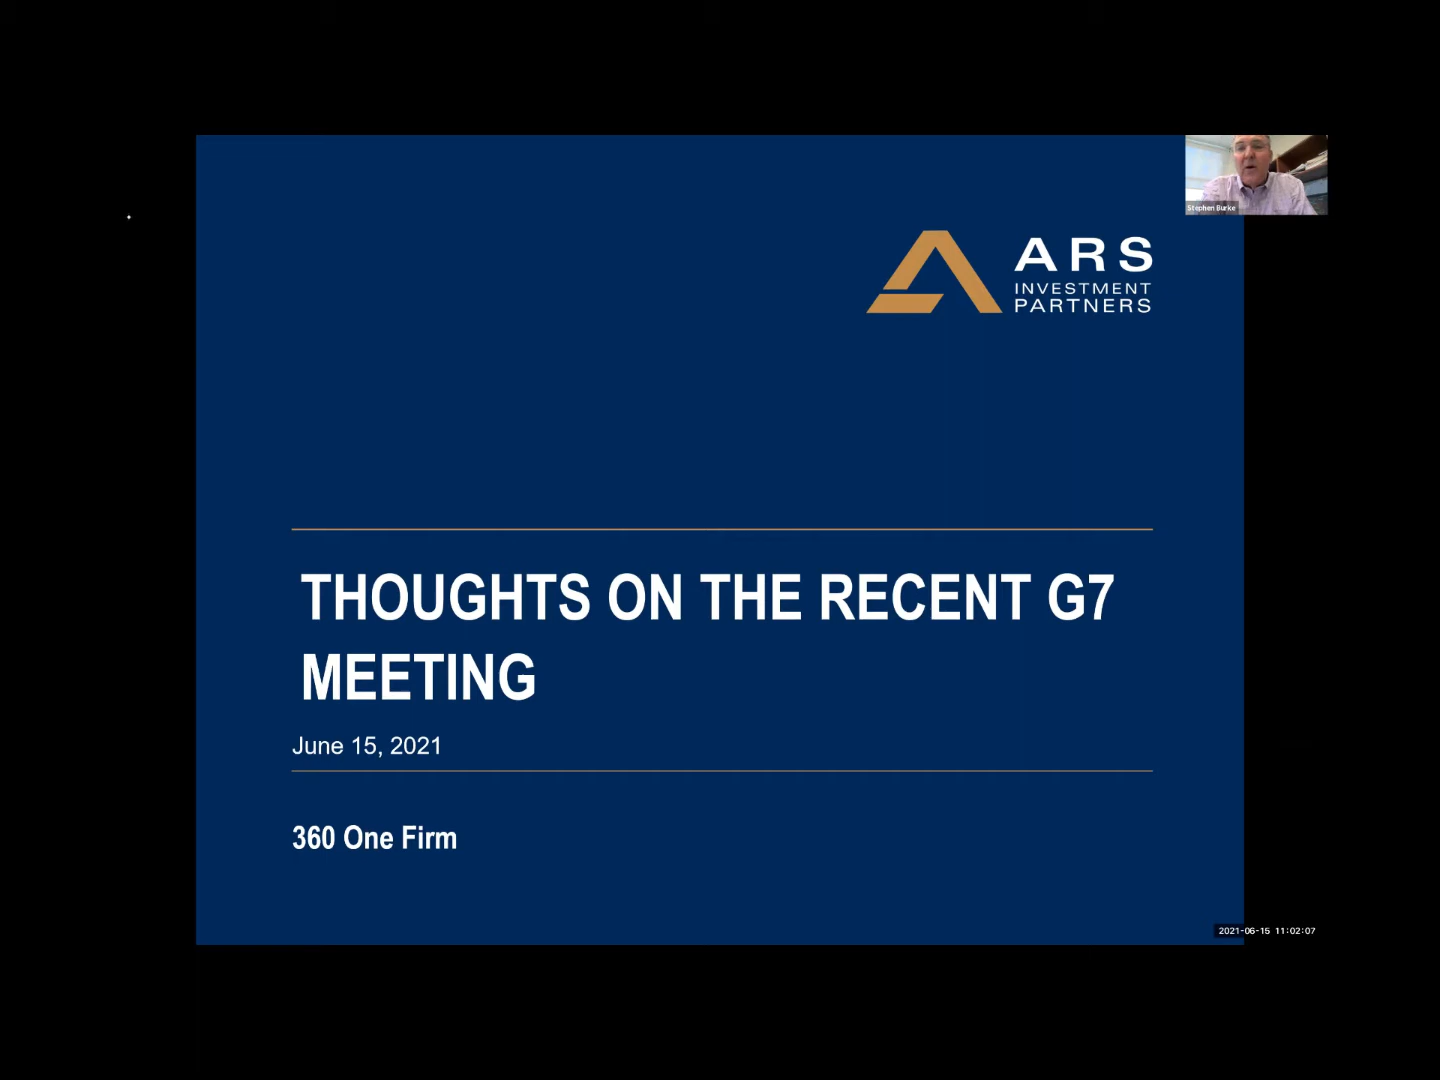 Stephen Burke
ARS
INVESTMENT
PARTNERS
THOUGHTS ON THE RECENT G7
MEETING
June 15, 2021
360 One Firm
2021-06-15 11:02:07